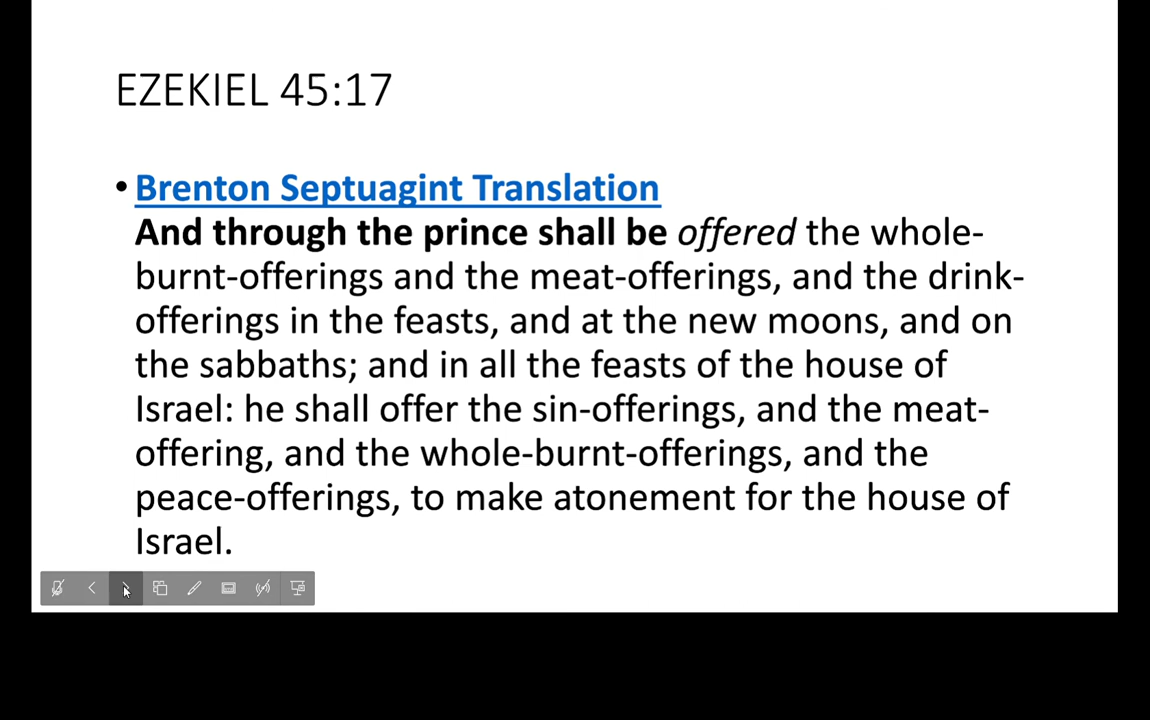 EZEKIEL 45:17
• Brenton Septuagint Translation
And through the prince shall be offered the whole-
burnt-offerings and the meat-offerings, and the drink-
offerings in the feasts, and at the new moons, and on
the sabbaths; and in all the feasts of the house of
Israel: he shall offer the sin-offerings, and the meat-
offering, and the whole-burnt-offerings, and the
peace-offerings, to make atonement for the house of
Israel.